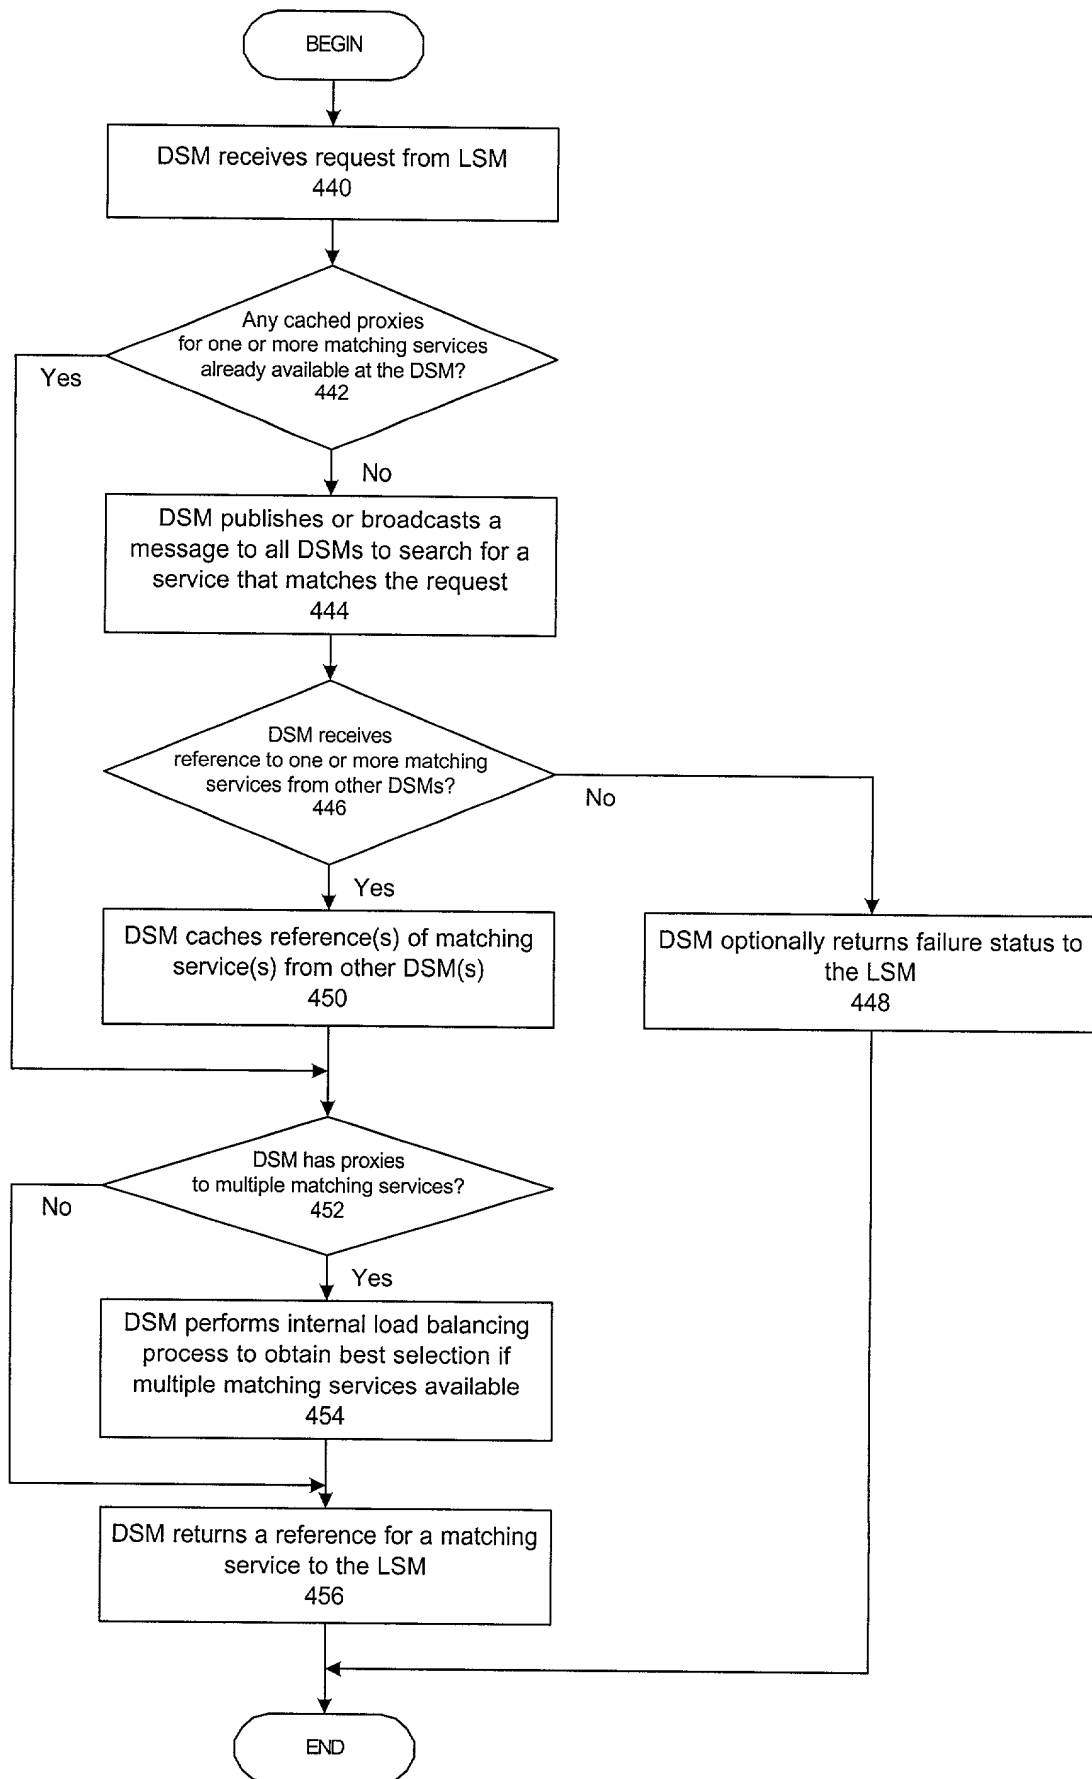 BEGIN
DSM receives request from LSM
440
Any cached proxies
for one or more matching services
already available at the DSM?
442
Yes
No
DSM publishes or broadcasts a
message to all DSMs to search for a
service that matches the request
444
DSM receives
reference to one or more matching
services from other DSMs?
446
No
Yes
DSM caches reference(s) of matching
service(s) from other DSM(s)
450
DSM optionally returns failure status to
the LSM
448
DSM has proxies
to multiple matching services?
452
No
Yes
DSM performs internal load balancing
process to obtain best selection if
multiple matching services available
454
DSM returns a reference for a matching
service to the LSM
456
END